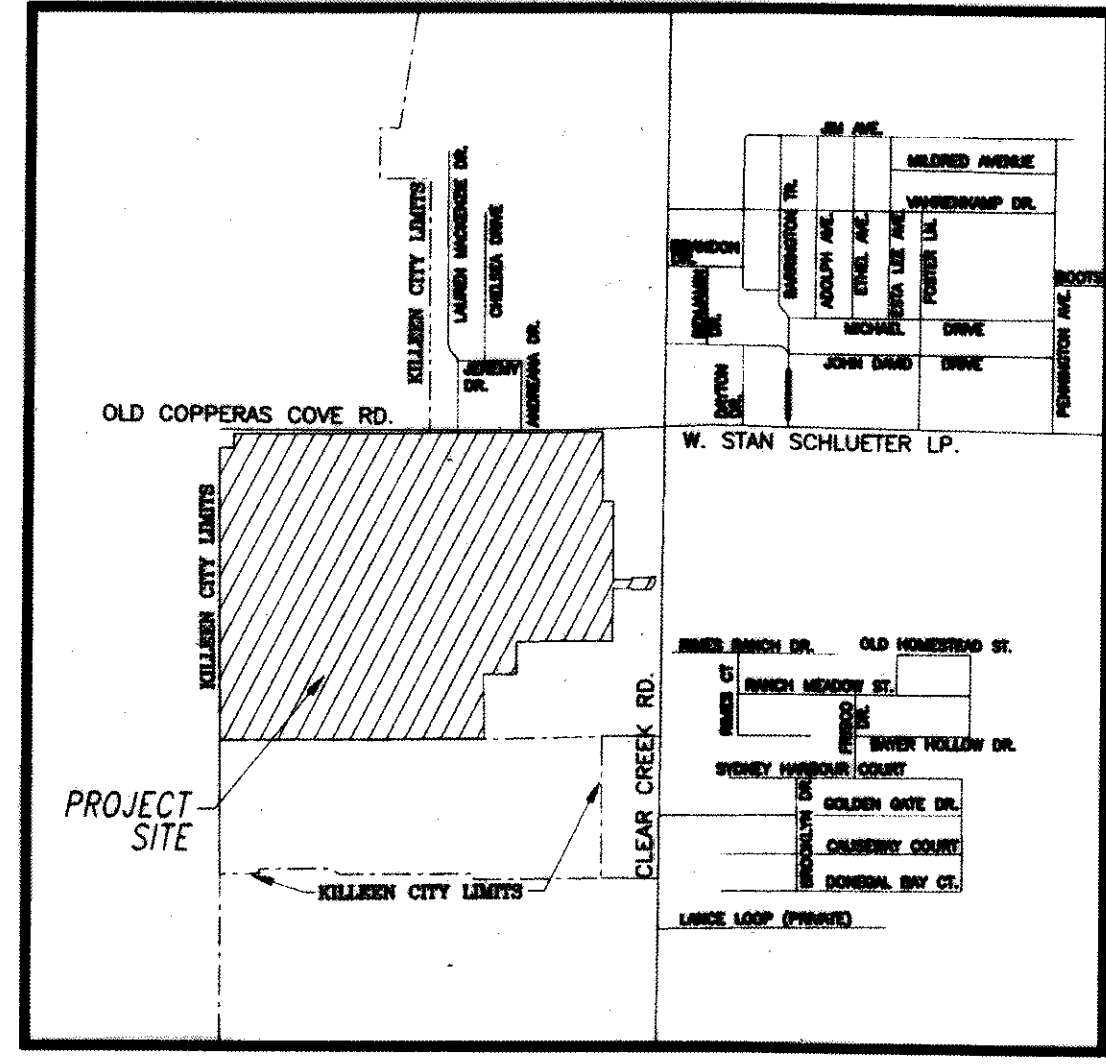 JIM AVE.
MILDRED AVENUE
VAHRENKAMP DR.
KILLEEN CITY LIMITS
LAUREN MACKENZIE DR.
CHELSEA DRIVE
JEREMY
DR.
ANDREANA DR.
BRANDON
DR.
BENJAMIN
DR.
BARRINGTON TR.
ADOLPH AVE.
ETHEL AVE.
ESTA LEE AVE.
FOSTER LN.
BOOTS
MICHAEL DRIVE
JOHN DAVID DRIVE
DAYTON
DR.
PENNINGTON AVE.
OLD COPPERAS COVE RD.
W. STAN SCHLUETER LP.
KILLEEN CITY LIMITS
RIMES RANCH DR.
OLD HOMESTEAD ST.
RIMES CT
RANCH MEADOW ST.
FRISCO
DR.
BAYER HOLLOW DR.
SYDNEY HARBOUR COURT
BROOKLYN DR.
GOLDEN GATE DR.
CAUSEWAY COURT
DONEGAL BAY CT.
CLEAR CREEK RD.
PROJECT
SITE
KILLEEN CITY LIMITS
LANCE LOOP (PRIVATE)